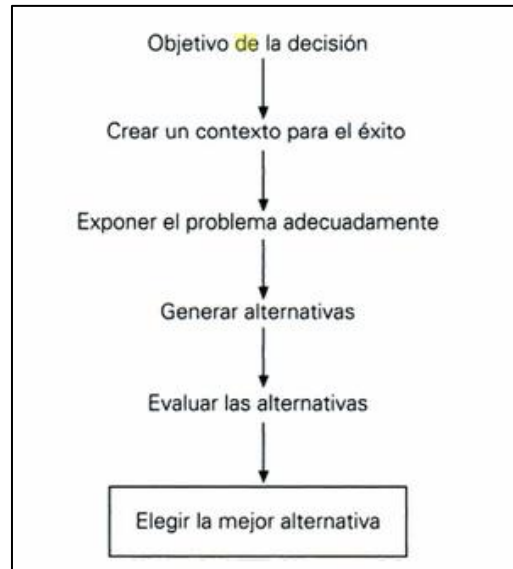 Objetivo de la decisión
Crear un contexto para el éxito
Exponer el problema adecuadamente
Generar alternativas
Evaluar las alternativas
Elegir la mejor alternativa